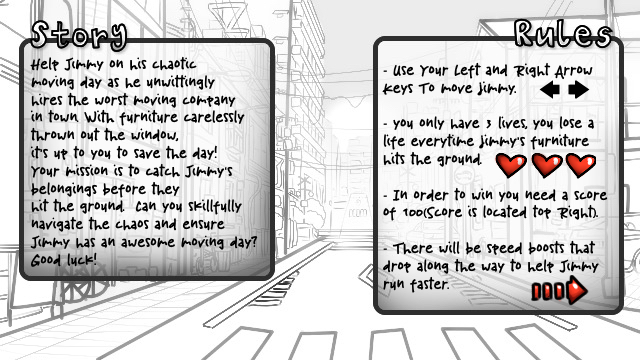 Story
Help Jimmy on his chaotic
moving day as he unwittingly
hires the worst moving company
in town. With furniture carelessly
thrown out the window,
it's up to you to save the day!
Your mission is to catch Jimmy's
belongings before they
hit the ground. Can you skillfully
navigate the chaos and ensure
Jimmy has an awesome moving day?
Good luck!
Rules
- Use Your Left and Right Arrow
Keys To move Jimmy.
- you only have 3 lives, you lose a
life everytime Jimmy's furniture
hits the ground.
- In order to win you need a score
of 100(Score is located top Right).
- There will be speed boosts that
drop along the way to help Jimmy
run faster.